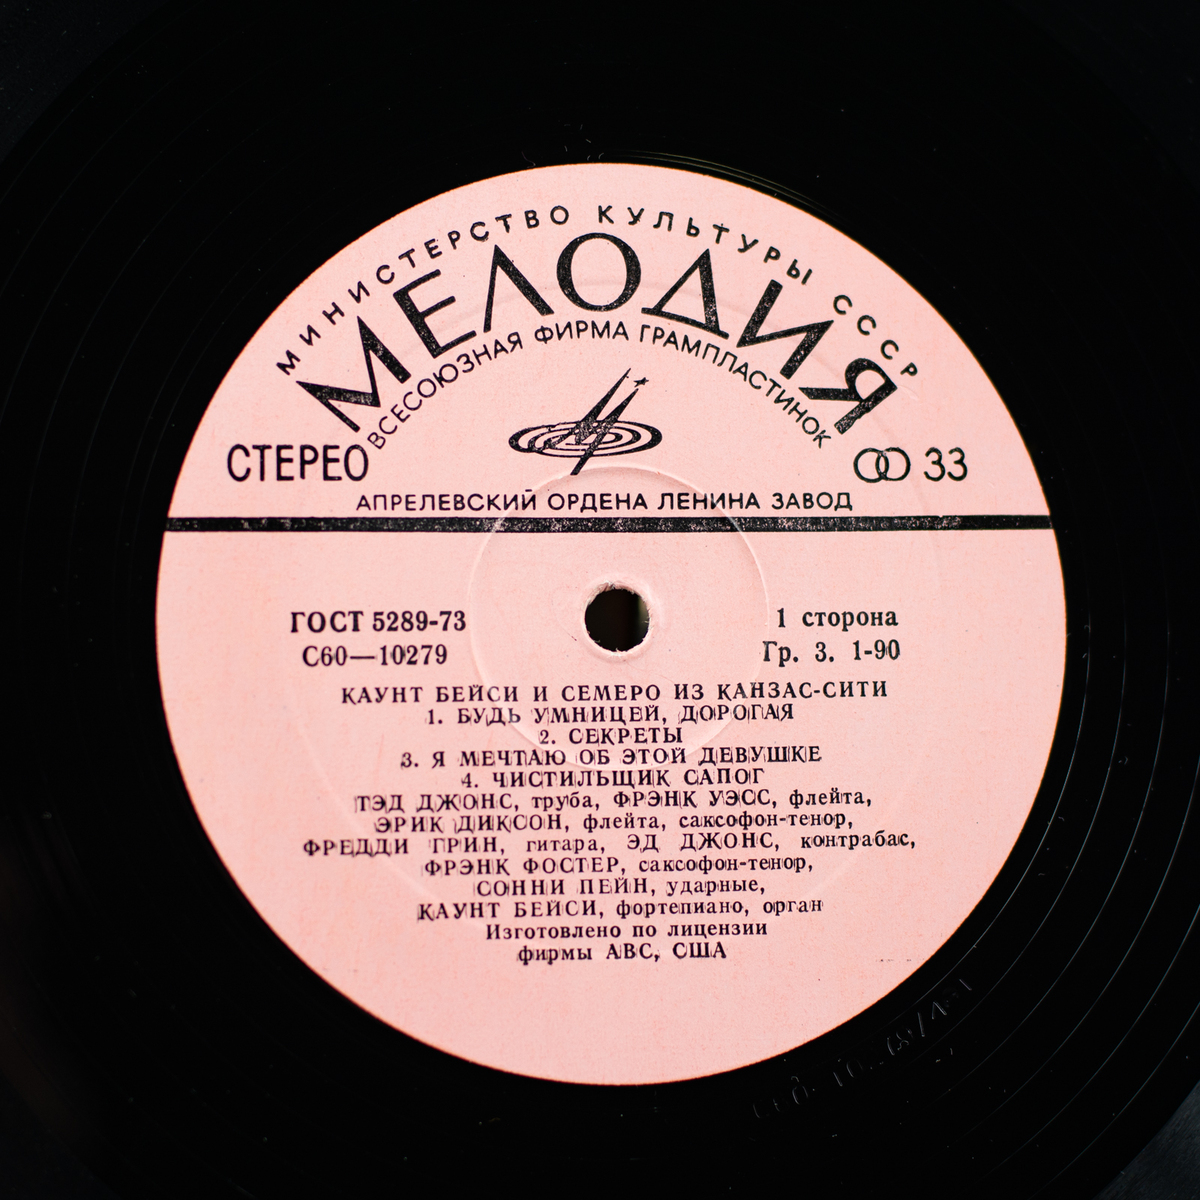 МИНИСТЕРСТВО КУЛЬТУРЫ СССР
МЕЛОДИЯ
ВСЕСОЮЗНАЯ ФИРМА ГРАМПЛАСТИНОК
СТЕРЕО
33
АПРЕЛЕВСКИЙ ОРДЕНА ЛЕНИНА ЗАВОД
ГОСТ 5289-73
С60—10279
1 сторона
Гр. 3. 1-90
КАУНТ БЕЙСИ И СЕМЕРО ИЗ КАНЗАС-СИТИ
1. БУДЬ УМНИЦЕЙ, ДОРОГАЯ
2. СЕКРЕТЫ
3. Я МЕЧТАЮ ОБ ЭТОЙ ДЕВУШКЕ
4. ЧИСТИЛЬЩИК САПОГ
ТЭД ДЖОНС, труба, ФРЭНК УЭСС, флейта,
ЭРИК ДИКСОН, флейта, саксофон-тенор,
ФРЕДДИ ГРИН, гитара, ЭД ДЖОНС, контрабас,
ФРЭНК ФОСТЕР, саксофон-тенор,
СОННИ ПЕЙН, ударные,
КАУНТ БЕЙСИ, фортепиано, орган
Изготовлено по лицензии
фирмы ABC, США